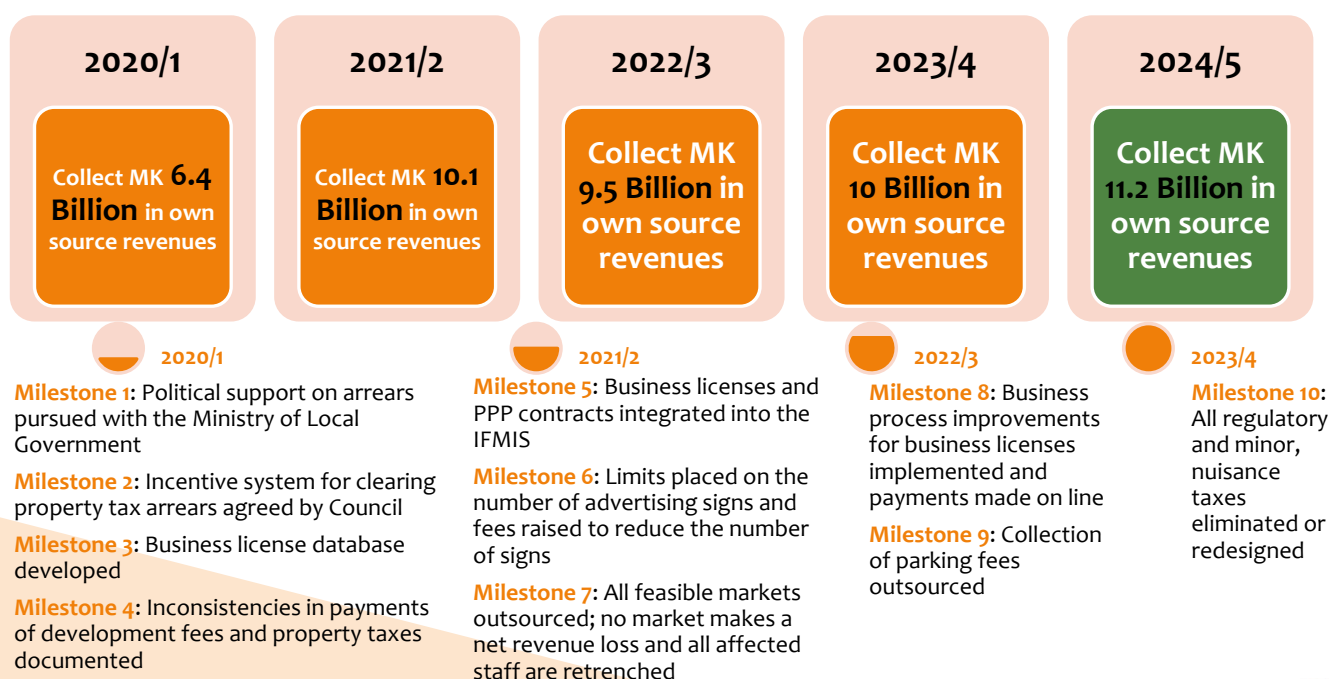 2020/1
Collect MK 6.4
Billion in own
source revenues
2021/2
Collect MK 10.1
Billion in own
source revenues
2022/3
Collect MK
9.5 Billion in
own source
revenues
2023/4
Collect MK
10 Billion in
own source
revenues
2024/5
Collect MK
11.2 Billion in
own source
revenues
2020/1
Milestone 1: Political support on arrears
pursued with the Ministry of Local
Government
Milestone 2: Incentive system for clearing
property tax arrears agreed by Council
Milestone 3: Business license database
developed
Milestone 4: Inconsistencies in payments
of development fees and property taxes
documented
2021/2
Milestone 5: Business licenses and
PPP contracts integrated into the
IFMIS
Milestone 6: Limits placed on the
number of advertising signs and
fees raised to reduce the number
of signs
Milestone 7: All feasible markets
outsourced; no market makes a
net revenue loss and all affected
staff are retrenched
2022/3
Milestone 8: Business
process improvements
for business licenses
implemented and
payments made on line
Milestone 9: Collection
of parking fees
outsourced
2023/4
Milestone 10:
All regulatory
and minor,
nuisance
taxes
eliminated or
redesigned